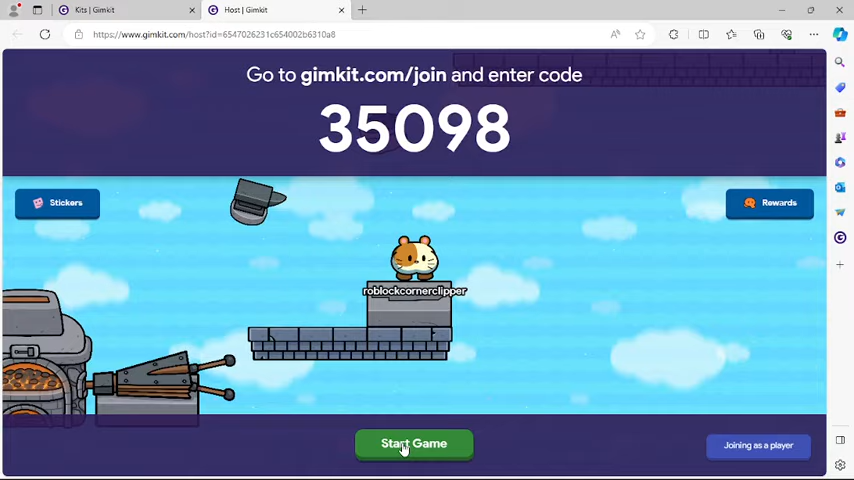 Kits | Gimkit
Host | Gimkit
https://www.gimkit.com/host?id=6547026231c654002b6310a8
Go to gimkit.com/join and enter code
35098
Stickers
Rewards
roblockcornerclipper
Start Game
Joining as a player